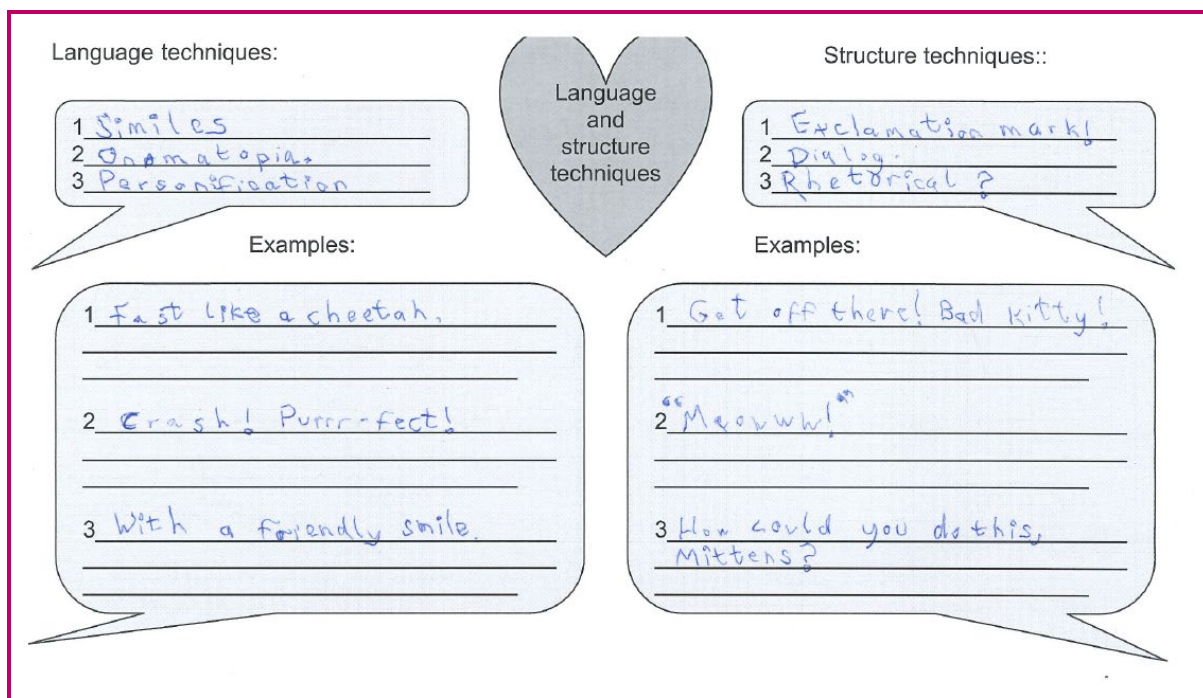 Language techniques:
1 Similes
2 Onomatopia.
3 Personification
Language
and
structure
techniques
Structure techniques::
1 Exclamation mark!
2 Dialog.
3 Rhetorical ?
Examples:
1 Fast like a cheetah.
2 Crash! Purrr-fect!
3 With a friendly smile.
Examples:
1 Get off there! Bad Kitty!
2 "Meowww!"
3 How could you do this,
Mittens?